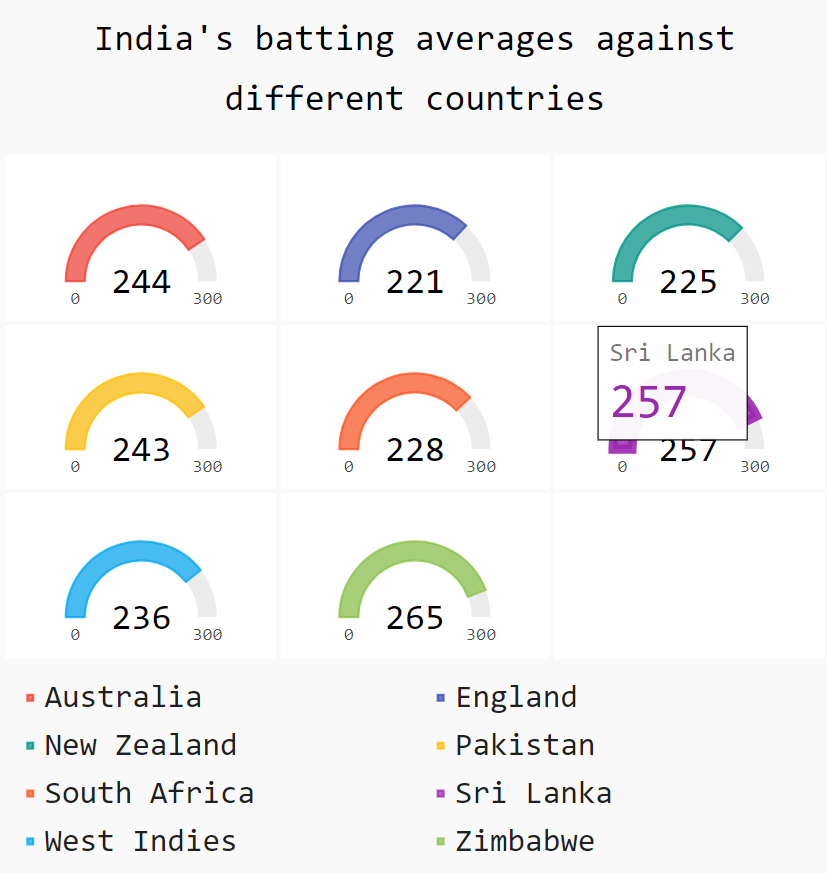 India's batting averages against
different countries
244
221
225
0 300
0 300
0 300
Sri Lanka
257
243
228
257
0 300
0 300
0 300
236
265
0 300
0 300
Australia
England
New Zealand
Pakistan
South Africa
Sri Lanka
West Indies
Zimbabwe